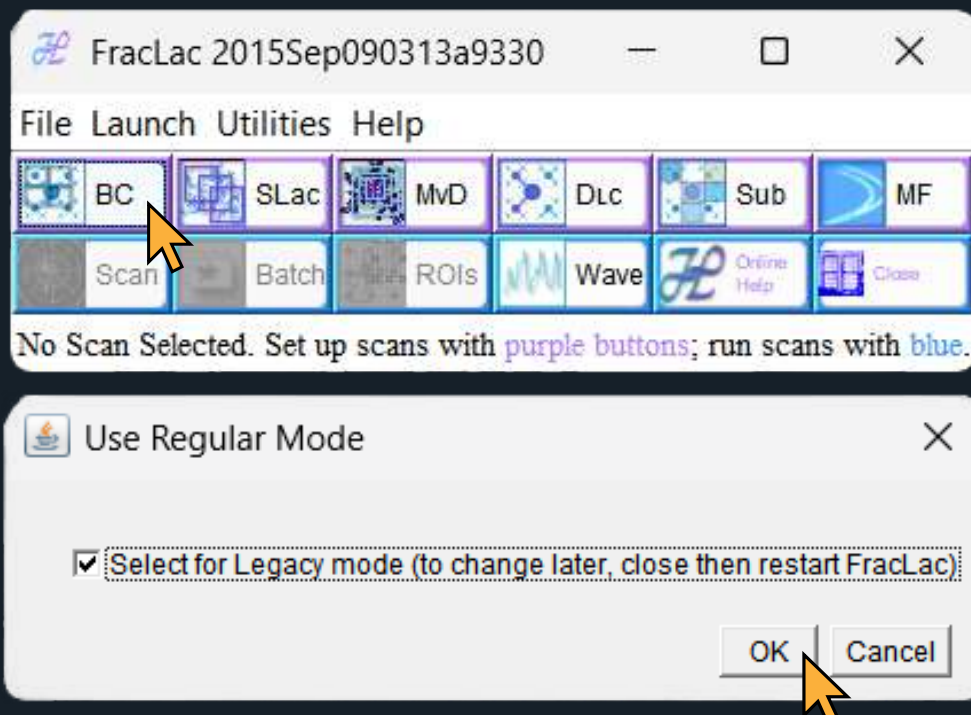 FracLac 2015Sep090313a9330
File Launch Utilities Help
BC SLac MvD DLc Sub MF
Scan Batch ROIs Wave Online Help Close
No Scan Selected. Set up scans with purple buttons; run scans with blue.
Use Regular Mode
Select for Legacy mode (to change later, close then restart FracLac)
OK Cancel